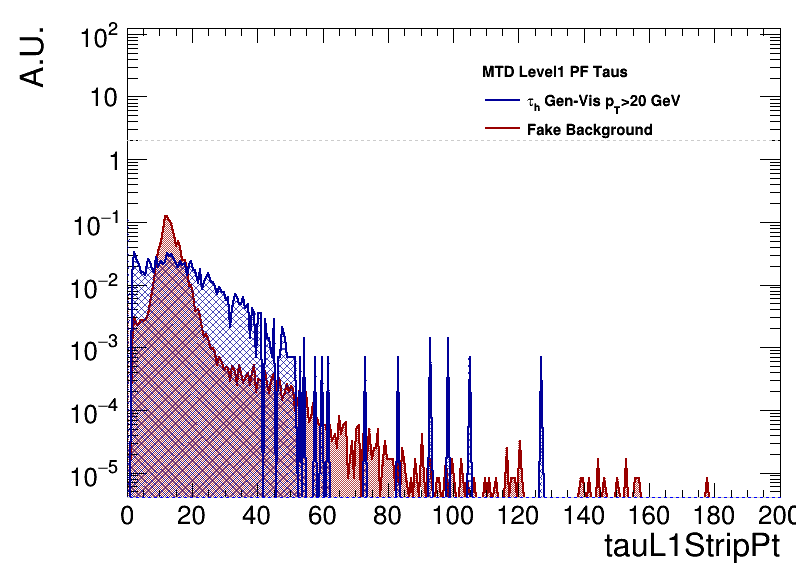 A.U.
10²
10
1
10⁻¹
10⁻²
10⁻³
10⁻⁴
10⁻⁵
MTD Level1 PF Taus
τₕ Gen-Vis p_T>20 GeV
Fake Background
0 20 40 60 80 100 120 140 160 180 200
tauL1StripPt